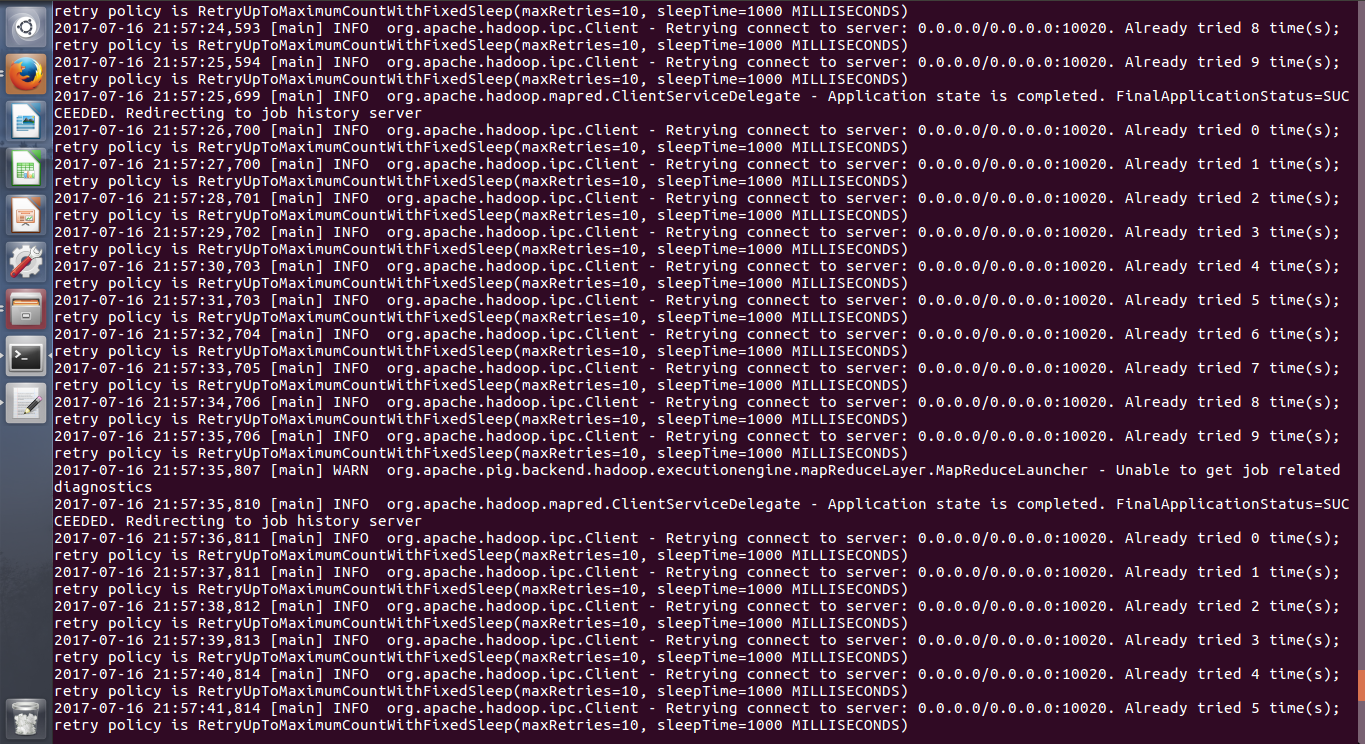 retry policy is RetryUpToMaximumCountWithFixedSleep(maxRetries=10, sleepTime=1000 MILLISECONDS)
2017-07-16 21:57:24,593 [main] INFO  org.apache.hadoop.ipc.Client - Retrying connect to server: 0.0.0.0/0.0.0.0:10020. Already tried 8 time(s);
retry policy is RetryUpToMaximumCountWithFixedSleep(maxRetries=10, sleepTime=1000 MILLISECONDS)
2017-07-16 21:57:25,594 [main] INFO  org.apache.hadoop.ipc.Client - Retrying connect to server: 0.0.0.0/0.0.0.0:10020. Already tried 9 time(s);
retry policy is RetryUpToMaximumCountWithFixedSleep(maxRetries=10, sleepTime=1000 MILLISECONDS)
2017-07-16 21:57:25,699 [main] INFO  org.apache.hadoop.mapred.ClientServiceDelegate - Application state is completed. FinalApplicationStatus=SUC
CEEDED. Redirecting to job history server
2017-07-16 21:57:26,700 [main] INFO  org.apache.hadoop.ipc.Client - Retrying connect to server: 0.0.0.0/0.0.0.0:10020. Already tried 0 time(s);
retry policy is RetryUpToMaximumCountWithFixedSleep(maxRetries=10, sleepTime=1000 MILLISECONDS)
2017-07-16 21:57:27,700 [main] INFO  org.apache.hadoop.ipc.Client - Retrying connect to server: 0.0.0.0/0.0.0.0:10020. Already tried 1 time(s);
retry policy is RetryUpToMaximumCountWithFixedSleep(maxRetries=10, sleepTime=1000 MILLISECONDS)
2017-07-16 21:57:28,701 [main] INFO  org.apache.hadoop.ipc.Client - Retrying connect to server: 0.0.0.0/0.0.0.0:10020. Already tried 2 time(s);
retry policy is RetryUpToMaximumCountWithFixedSleep(maxRetries=10, sleepTime=1000 MILLISECONDS)
2017-07-16 21:57:29,702 [main] INFO  org.apache.hadoop.ipc.Client - Retrying connect to server: 0.0.0.0/0.0.0.0:10020. Already tried 3 time(s);
retry policy is RetryUpToMaximumCountWithFixedSleep(maxRetries=10, sleepTime=1000 MILLISECONDS)
2017-07-16 21:57:30,703 [main] INFO  org.apache.hadoop.ipc.Client - Retrying connect to server: 0.0.0.0/0.0.0.0:10020. Already tried 4 time(s);
retry policy is RetryUpToMaximumCountWithFixedSleep(maxRetries=10, sleepTime=1000 MILLISECONDS)
2017-07-16 21:57:31,703 [main] INFO  org.apache.hadoop.ipc.Client - Retrying connect to server: 0.0.0.0/0.0.0.0:10020. Already tried 5 time(s);
retry policy is RetryUpToMaximumCountWithFixedSleep(maxRetries=10, sleepTime=1000 MILLISECONDS)
2017-07-16 21:57:32,704 [main] INFO  org.apache.hadoop.ipc.Client - Retrying connect to server: 0.0.0.0/0.0.0.0:10020. Already tried 6 time(s);
retry policy is RetryUpToMaximumCountWithFixedSleep(maxRetries=10, sleepTime=1000 MILLISECONDS)
2017-07-16 21:57:33,705 [main] INFO  org.apache.hadoop.ipc.Client - Retrying connect to server: 0.0.0.0/0.0.0.0:10020. Already tried 7 time(s);
retry policy is RetryUpToMaximumCountWithFixedSleep(maxRetries=10, sleepTime=1000 MILLISECONDS)
2017-07-16 21:57:34,706 [main] INFO  org.apache.hadoop.ipc.Client - Retrying connect to server: 0.0.0.0/0.0.0.0:10020. Already tried 8 time(s);
retry policy is RetryUpToMaximumCountWithFixedSleep(maxRetries=10, sleepTime=1000 MILLISECONDS)
2017-07-16 21:57:35,706 [main] INFO  org.apache.hadoop.ipc.Client - Retrying connect to server: 0.0.0.0/0.0.0.0:10020. Already tried 9 time(s);
retry policy is RetryUpToMaximumCountWithFixedSleep(maxRetries=10, sleepTime=1000 MILLISECONDS)
2017-07-16 21:57:35,807 [main] WARN  org.apache.pig.backend.hadoop.executionengine.mapReduceLayer.MapReduceLauncher - Unable to get job related
diagnostics
2017-07-16 21:57:35,810 [main] INFO  org.apache.hadoop.mapred.ClientServiceDelegate - Application state is completed. FinalApplicationStatus=SUC
CEEDED. Redirecting to job history server
2017-07-16 21:57:36,811 [main] INFO  org.apache.hadoop.ipc.Client - Retrying connect to server: 0.0.0.0/0.0.0.0:10020. Already tried 0 time(s);
retry policy is RetryUpToMaximumCountWithFixedSleep(maxRetries=10, sleepTime=1000 MILLISECONDS)
2017-07-16 21:57:37,811 [main] INFO  org.apache.hadoop.ipc.Client - Retrying connect to server: 0.0.0.0/0.0.0.0:10020. Already tried 1 time(s);
retry policy is RetryUpToMaximumCountWithFixedSleep(maxRetries=10, sleepTime=1000 MILLISECONDS)
2017-07-16 21:57:38,812 [main] INFO  org.apache.hadoop.ipc.Client - Retrying connect to server: 0.0.0.0/0.0.0.0:10020. Already tried 2 time(s);
retry policy is RetryUpToMaximumCountWithFixedSleep(maxRetries=10, sleepTime=1000 MILLISECONDS)
2017-07-16 21:57:39,813 [main] INFO  org.apache.hadoop.ipc.Client - Retrying connect to server: 0.0.0.0/0.0.0.0:10020. Already tried 3 time(s);
retry policy is RetryUpToMaximumCountWithFixedSleep(maxRetries=10, sleepTime=1000 MILLISECONDS)
2017-07-16 21:57:40,814 [main] INFO  org.apache.hadoop.ipc.Client - Retrying connect to server: 0.0.0.0/0.0.0.0:10020. Already tried 4 time(s);
retry policy is RetryUpToMaximumCountWithFixedSleep(maxRetries=10, sleepTime=1000 MILLISECONDS)
2017-07-16 21:57:41,814 [main] INFO  org.apache.hadoop.ipc.Client - Retrying connect to server: 0.0.0.0/0.0.0.0:10020. Already tried 5 time(s);
retry policy is RetryUpToMaximumCountWithFixedSleep(maxRetries=10, sleepTime=1000 MILLISECONDS)